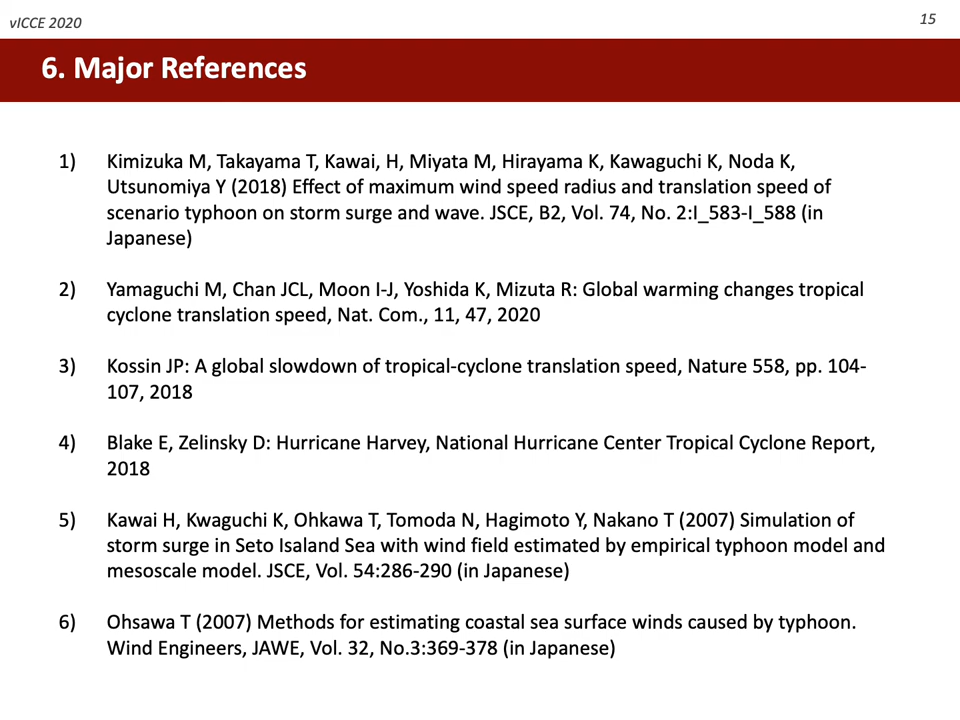 vICCE 2020
15
6. Major References
1) Kimizuka M, Takayama T, Kawai, H, Miyata M, Hirayama K, Kawaguchi K, Noda K,
Utsunomiya Y (2018) Effect of maximum wind speed radius and translation speed of
scenario typhoon on storm surge and wave. JSCE, B2, Vol. 74, No. 2:I_583-I_588 (in
Japanese)
2) Yamaguchi M, Chan JCL, Moon I-J, Yoshida K, Mizuta R: Global warming changes tropical
cyclone translation speed, Nat. Com., 11, 47, 2020
3) Kossin JP: A global slowdown of tropical-cyclone translation speed, Nature 558, pp. 104-
107, 2018
4) Blake E, Zelinsky D: Hurricane Harvey, National Hurricane Center Tropical Cyclone Report,
2018
5) Kawai H, Kwaguchi K, Ohkawa T, Tomoda N, Hagimoto Y, Nakano T (2007) Simulation of
storm surge in Seto Isaland Sea with wind field estimated by empirical typhoon model and
mesoscale model. JSCE, Vol. 54:286-290 (in Japanese)
6) Ohsawa T (2007) Methods for estimating coastal sea surface winds caused by typhoon.
Wind Engineers, JAWE, Vol. 32, No.3:369-378 (in Japanese)